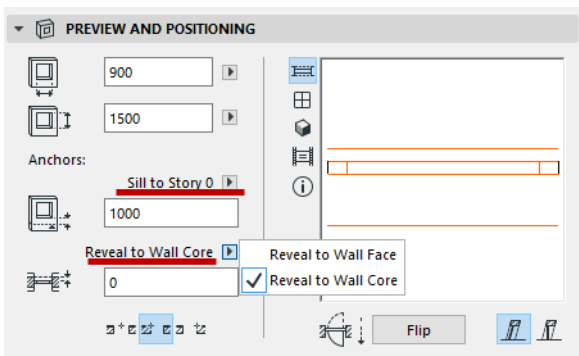 PREVIEW AND POSITIONING
900
1500
Anchors:
Sill to Story 0
1000
Reveal to Wall Core
Reveal to Wall Face
Reveal to Wall Core
0
Flip